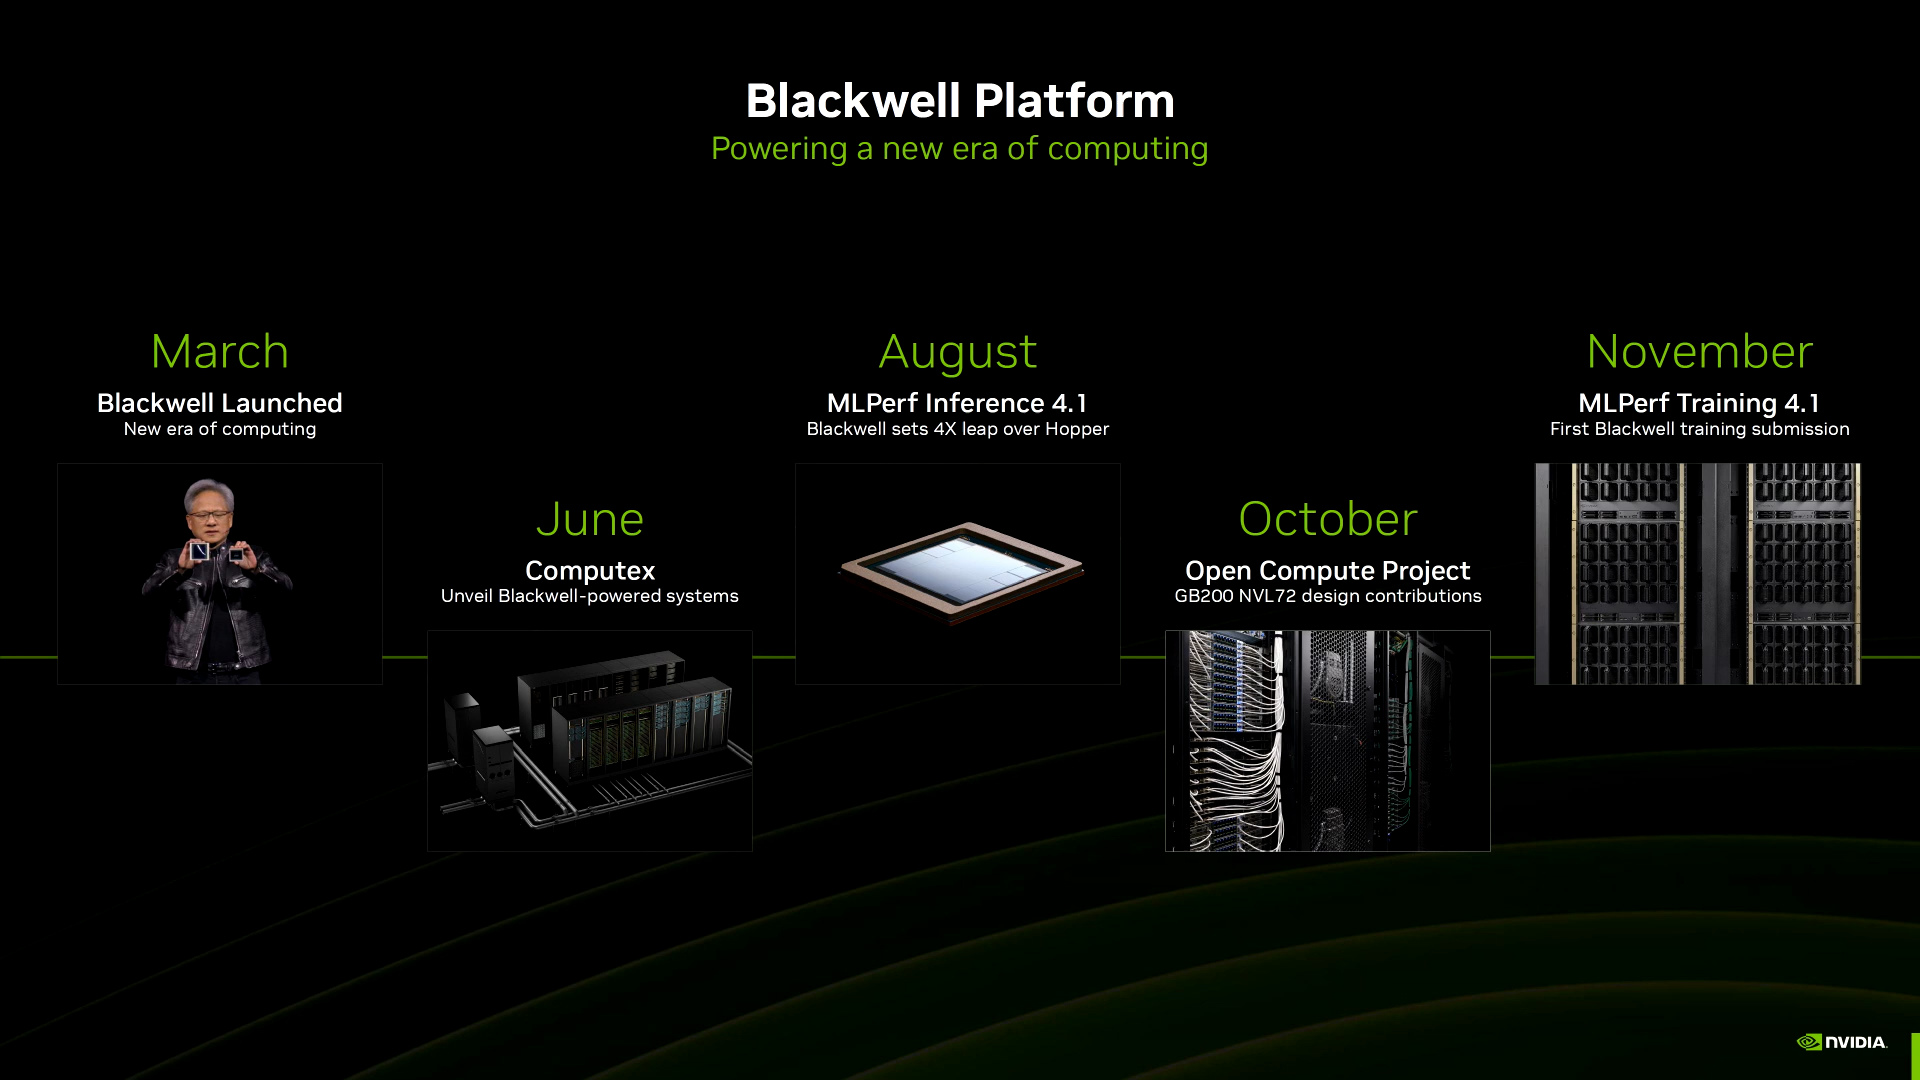 Blackwell Platform
Powering a new era of computing
March
Blackwell Launched
New era of computing
June
Computex
Unveil Blackwell-powered systems
August
MLPerf Inference 4.1
Blackwell sets 4X leap over Hopper
October
Open Compute Project
GB200 NVL72 design contributions
November
MLPerf Training 4.1
First Blackwell training submission
NVIDIA